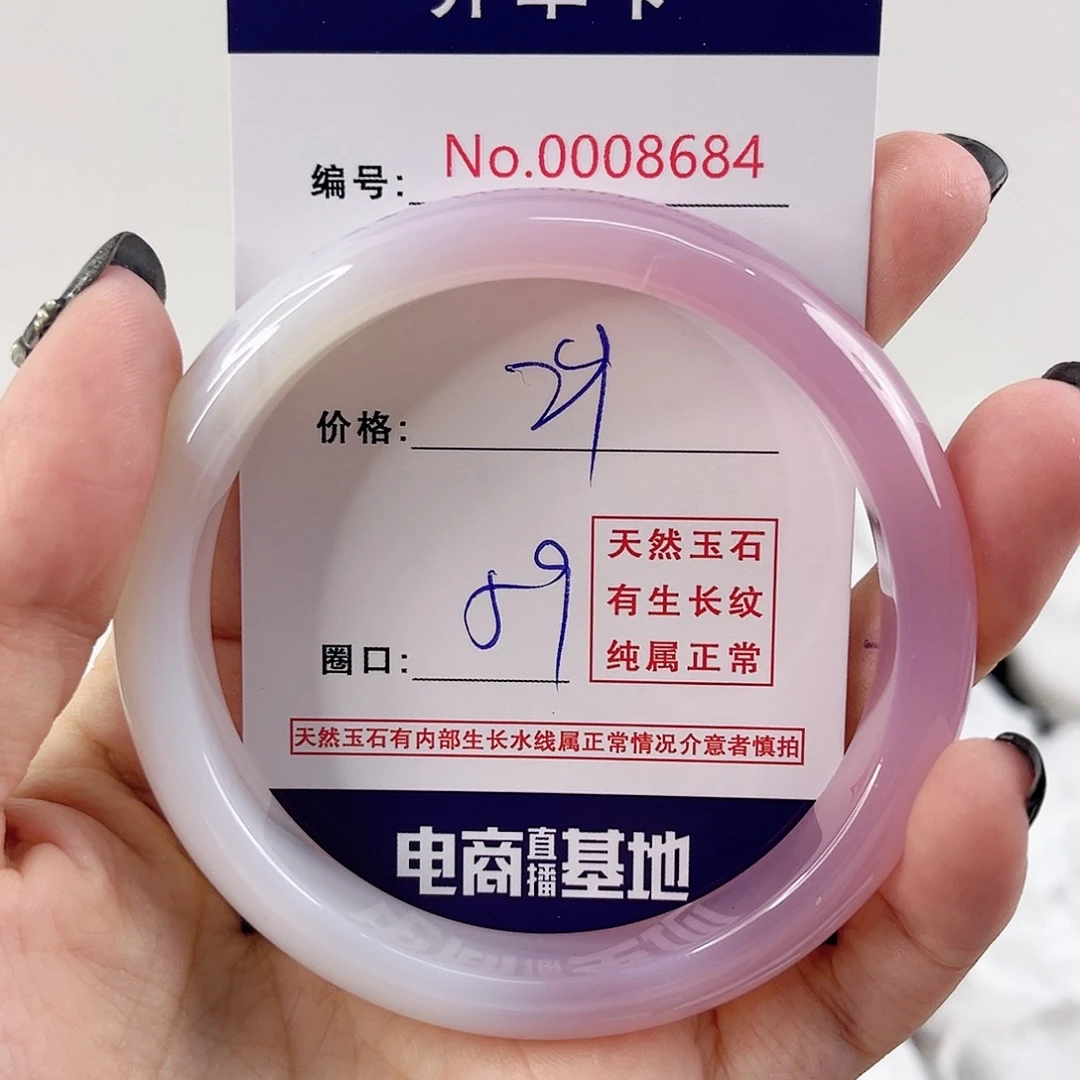 编号: No.0008684
价格: 29
圈口: 59
天然玉石
有生长纹
纯属正常
天然玉石有内部生长水线属正常情况介意者慎拍
电商直播基地